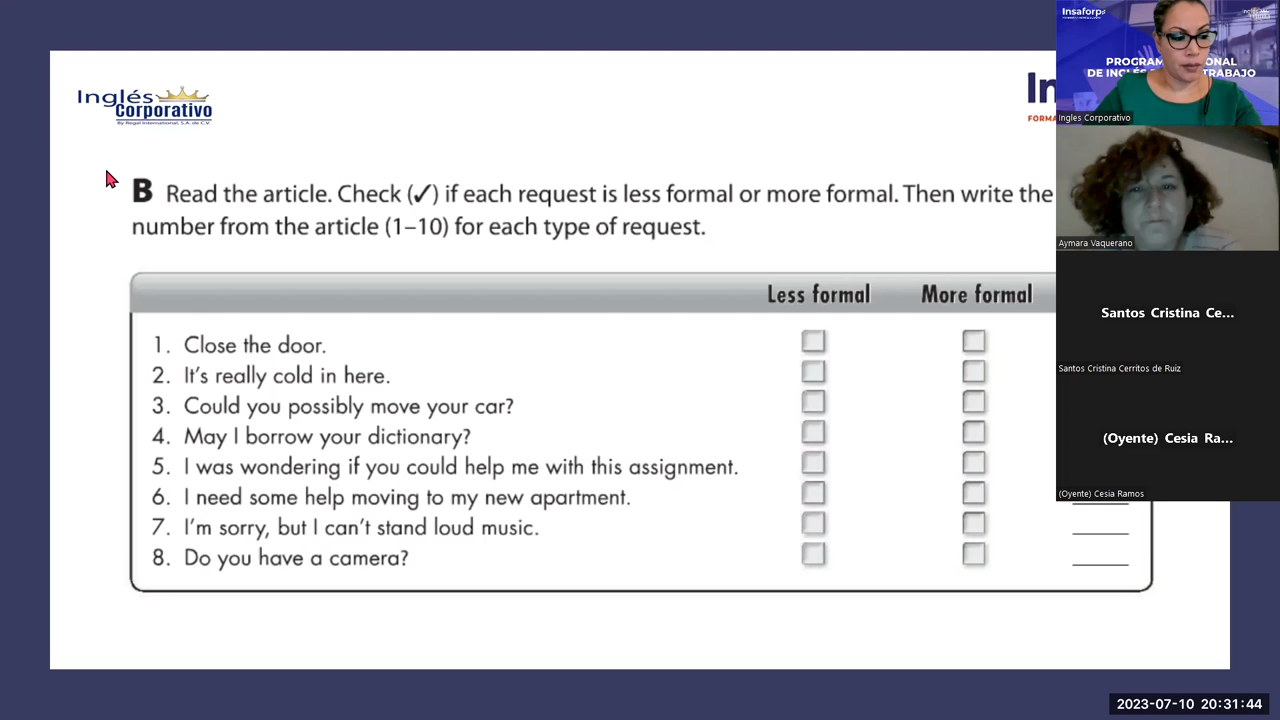 Inglés
Corporativo
By Regal International, S.A. de C.V.
B Read the article. Check (✓) if each request is less formal or more formal. Then write the
number from the article (1–10) for each type of request.
Less formal More formal
1. Close the door.
2. It's really cold in here.
3. Could you possibly move your car?
4. May I borrow your dictionary?
5. I was wondering if you could help me with this assignment.
6. I need some help moving to my new apartment.
7. I'm sorry, but I can't stand loud music.
8. Do you have a camera?
Ingles Corporativo
Aymara Vaquerano
Santos Cristina Ce...
Santos Cristina Cerritos de Ruiz
(Oyente) Cesia Ra...
(Oyente) Cesia Ramos
2023-07-10 20:31:44